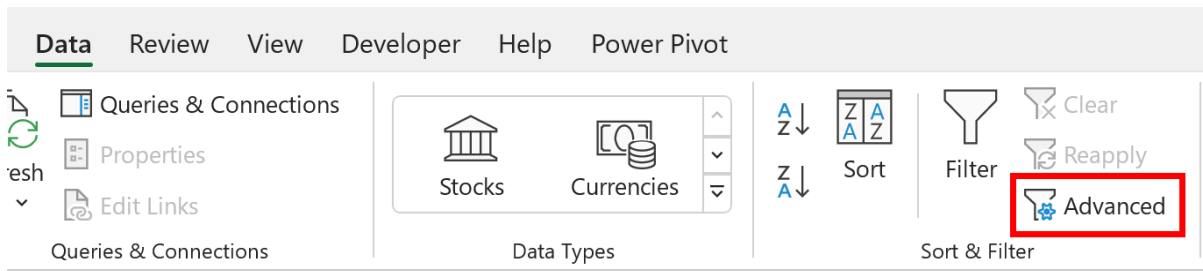 Data Review View Developer Help Power Pivot
Queries & Connections
Properties
resh
Edit Links
Queries & Connections
Stocks
Currencies
Data Types
A
Z
Z
A
Z A
A Z
Sort
Filter
Clear
Reapply
Advanced
Sort & Filter